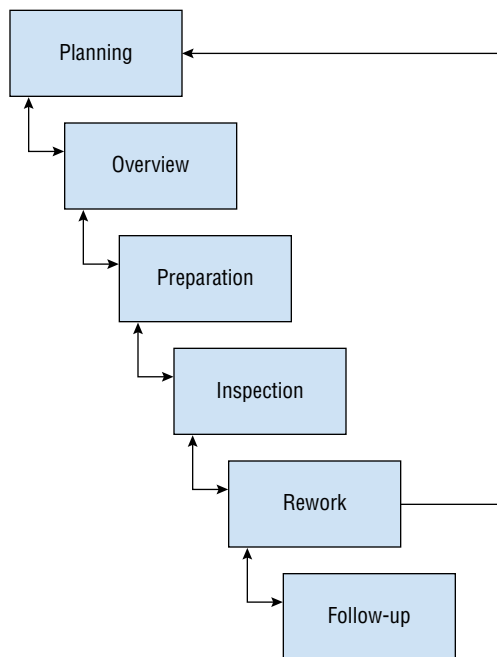 Planning
Overview
Preparation
Inspection
Rework
Follow-up